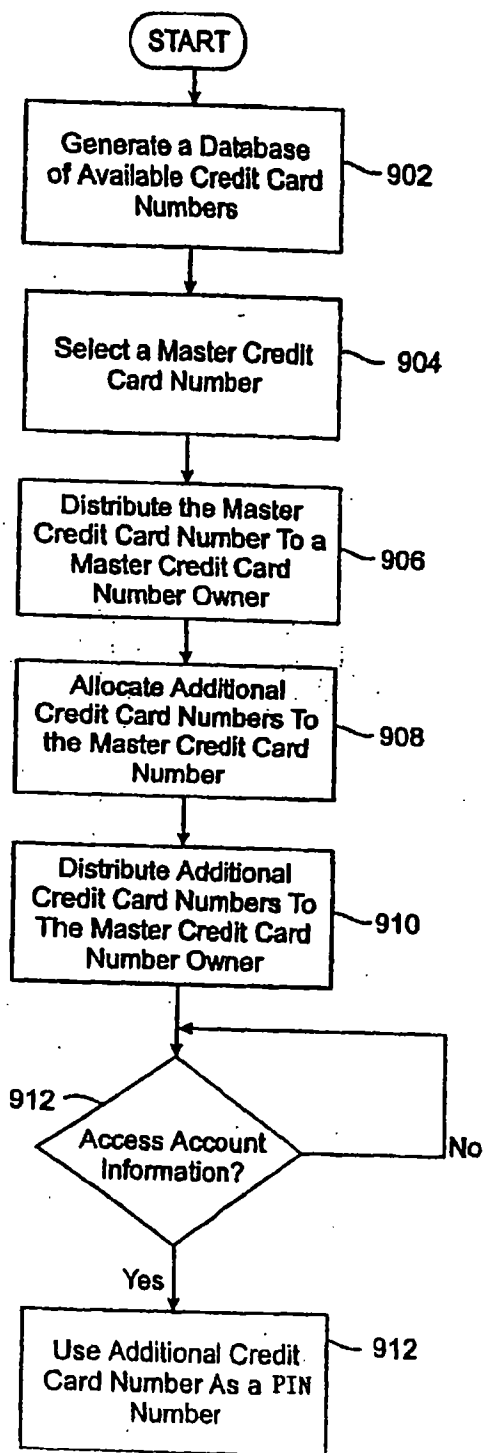 START
Generate a Database
of Available Credit Card
Numbers
902
Select a Master Credit
Card Number
904
Distribute the Master
Credit Card Number To a
Master Credit Card
Number Owner
906
Allocate Additional
Credit Card Numbers To
the Master Credit Card
Number
908
Distribute Additional
Credit Card Numbers To
The Master Credit Card
Number Owner
910
912
Access Account
Information?
No
Yes
Use Additional Credit
Card Number As a PIN
Number
912